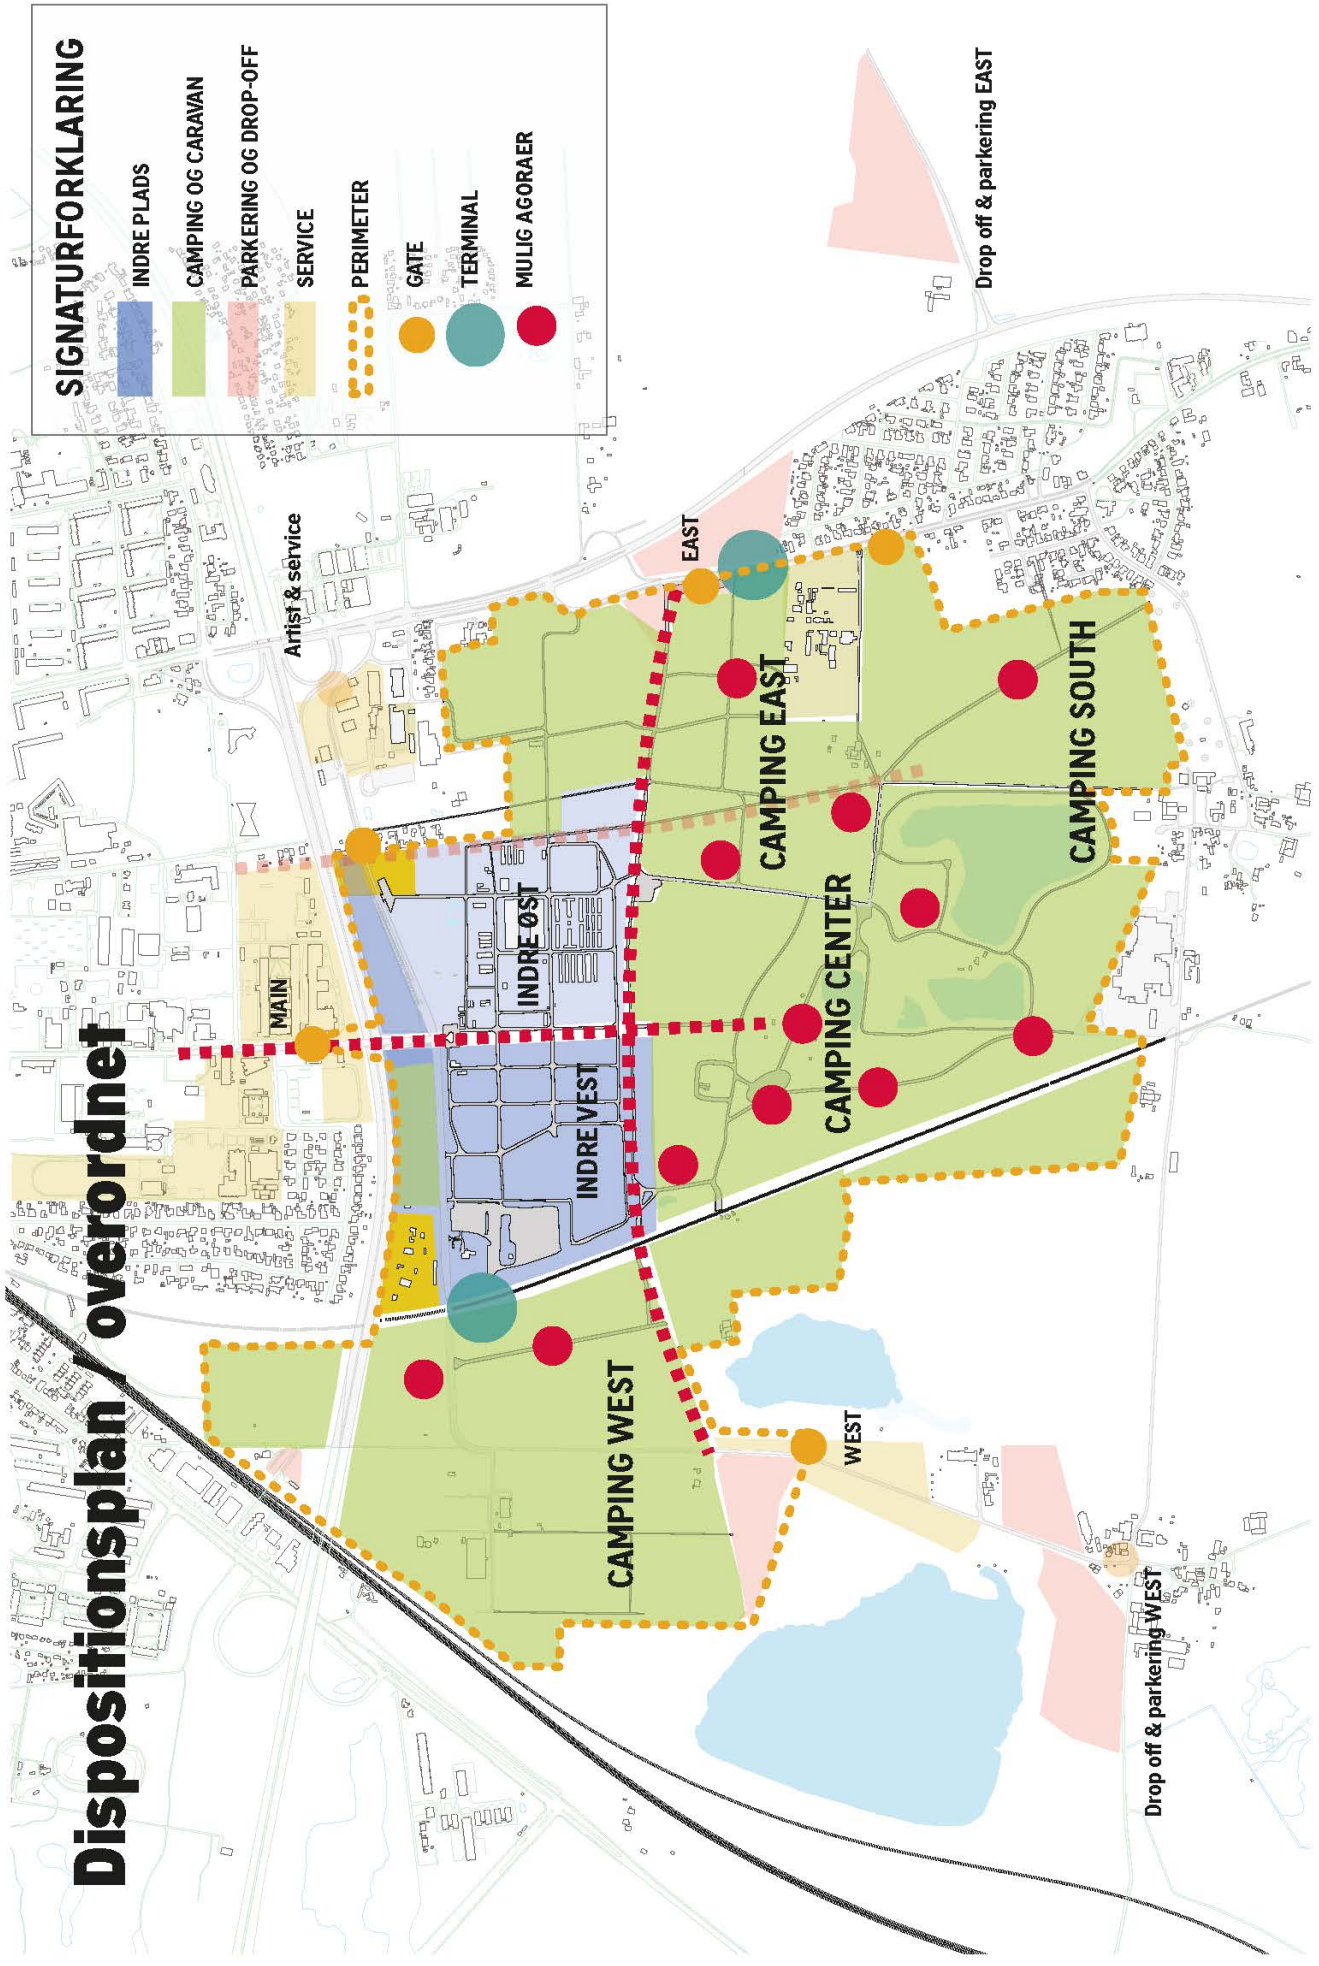 Dispositionsplan / overordnet
SIGNATURFORKLARING
INDRE PLADS
CAMPING OG CARAVAN
PARKERING OG DROP-OFF
SERVICE
PERIMETER
GATE
TERMINAL
MULIG AGORAER
Artist & service
MAIN
EAST
INDRE ØST
INDRE VEST
CAMPING EAST
CAMPING CENTER
CAMPING WEST
CAMPING SOUTH
WEST
Drop off & parkering EAST
Drop off & parkering WEST